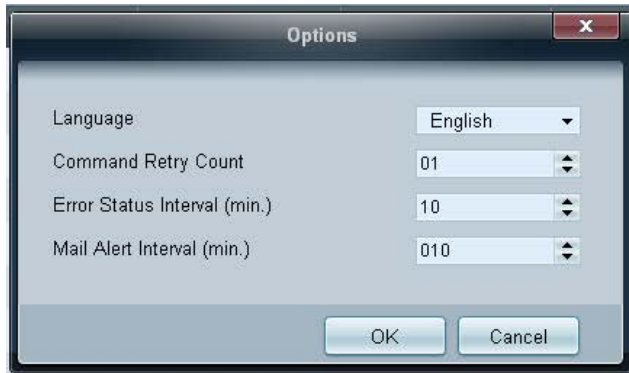 Options
x
Language English
Command Retry Count 01
Error Status Interval (min.) 10
Mail Alert Interval (min.) 010
OK Cancel